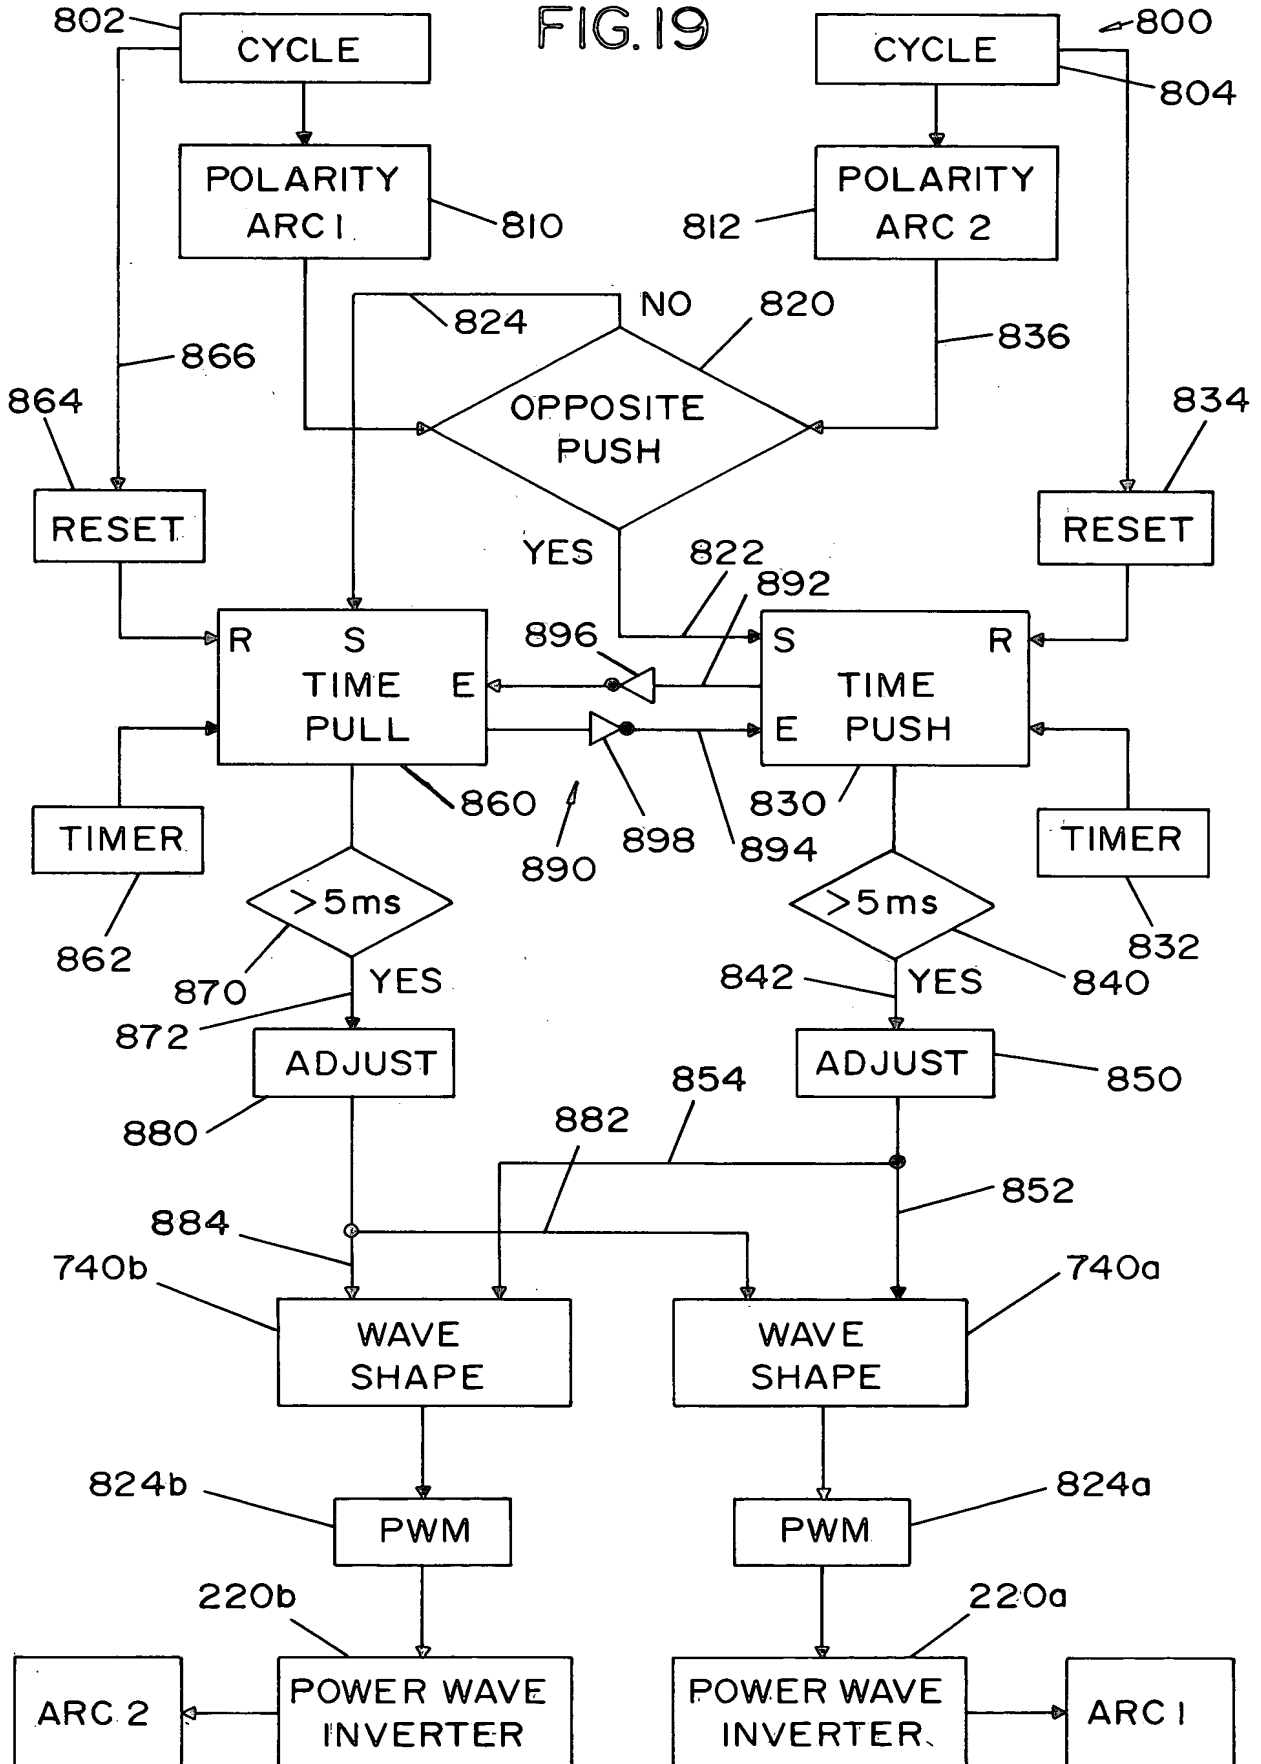 FIG. 19
802
CYCLE
CYCLE
800
804
POLARITY
ARC 1
810
812
POLARITY
ARC 2
824
NO
820
836
866
864
OPPOSITE
PUSH
834
RESET
YES
822
892
RESET
R
S
E
TIME
PULL
896
S
R
E
TIME
PUSH
860
890
898
894
830
TIMER
862
TIMER
832
>5ms
870
>5ms
840
YES
872
842
YES
ADJUST
880
ADJUST
850
854
882
852
884
740b
740a
WAVE
SHAPE
WAVE
SHAPE
824b
PWM
PWM
824a
220b
220a
ARC 2
POWER WAVE
INVERTER
POWER WAVE
INVERTER
ARC 1